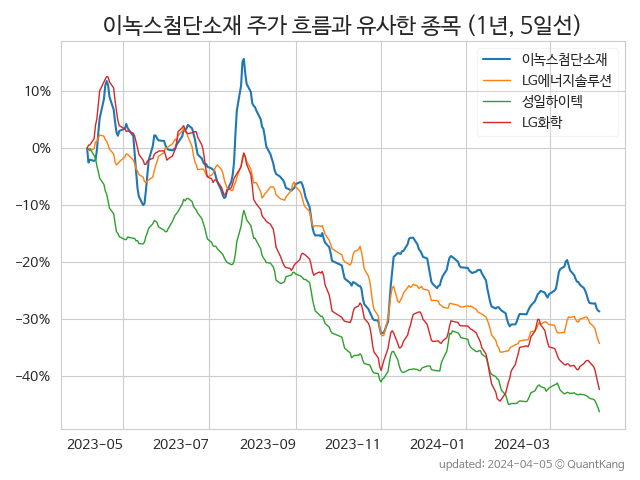 이녹스첨단소재 주가 흐름과 유사한 종목 (1년, 5일선)
이녹스첨단소재
LG에너지솔루션
성일하이텍
LG화학
10%
0%
−10%
−20%
−30%
−40%
2023-05 2023-07 2023-09 2023-11 2024-01 2024-03
updated: 2024-04-05 © QuantKang